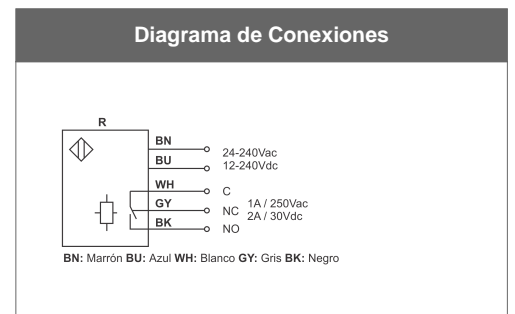 Diagrama de Conexiones
R
BN
BU
24-240Vac
12-240Vdc
WH
C
GY
NC
BK
NO
1A / 250Vac
2A / 30Vdc
BN: Marrón BU: Azul WH: Blanco GY: Gris BK: Negro